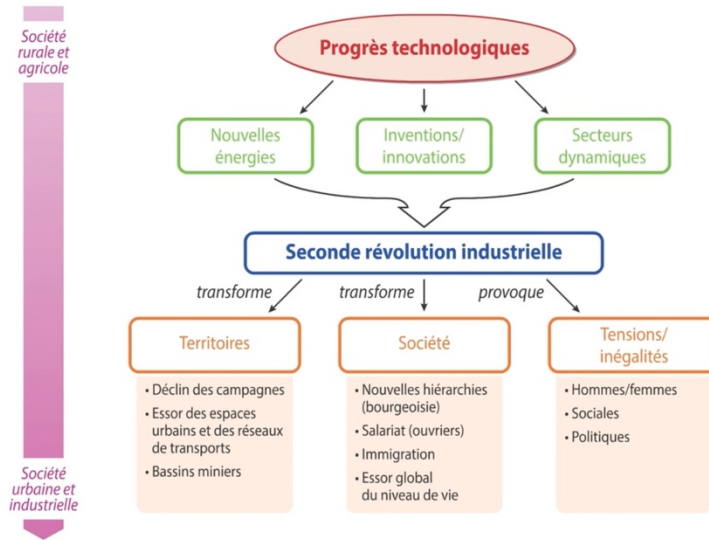 Société
rurale et
agricole
Progrès technologiques
Nouvelles
énergies
Inventions/
innovations
Secteurs
dynamiques
Seconde révolution industrielle
transforme
transforme
provoque
Territoires
• Déclin des campagnes
• Essor des espaces
urbains et des réseaux
de transports
• Bassins miniers
Société
• Nouvelles hiérarchies
(bourgeoisie)
• Salariat (ouvriers)
• Immigration
• Essor global
du niveau de vie
Tensions/
inégalités
• Hommes/femmes
• Sociales
• Politiques
Société
urbaine et
industrielle